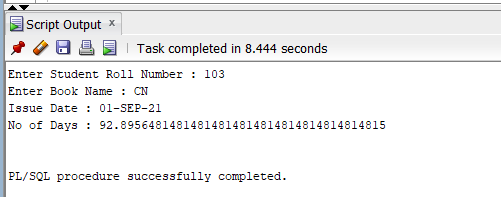 Script Output ×
Task completed in 8.444 seconds
Enter Student Roll Number : 103
Enter Book Name : CN
Issue Date : 01-SEP-21
No of Days : 92.89564814814814814814814814814814814815
PL/SQL procedure successfully completed.